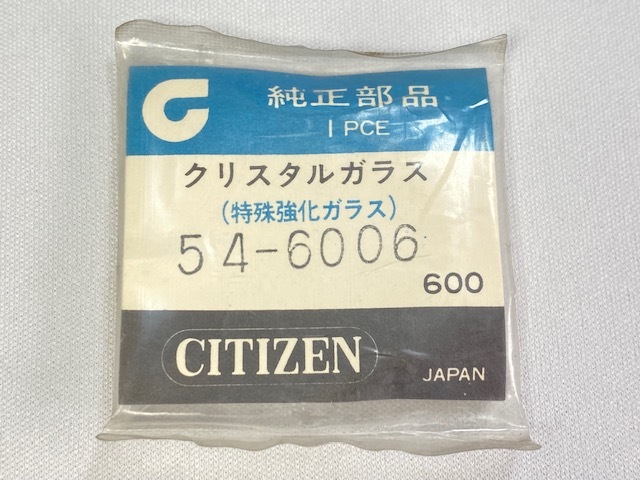 純正部品
1 PCE
クリスタルガラス
(特殊強化ガラス)
54-6006
600
CITIZEN
JAPAN